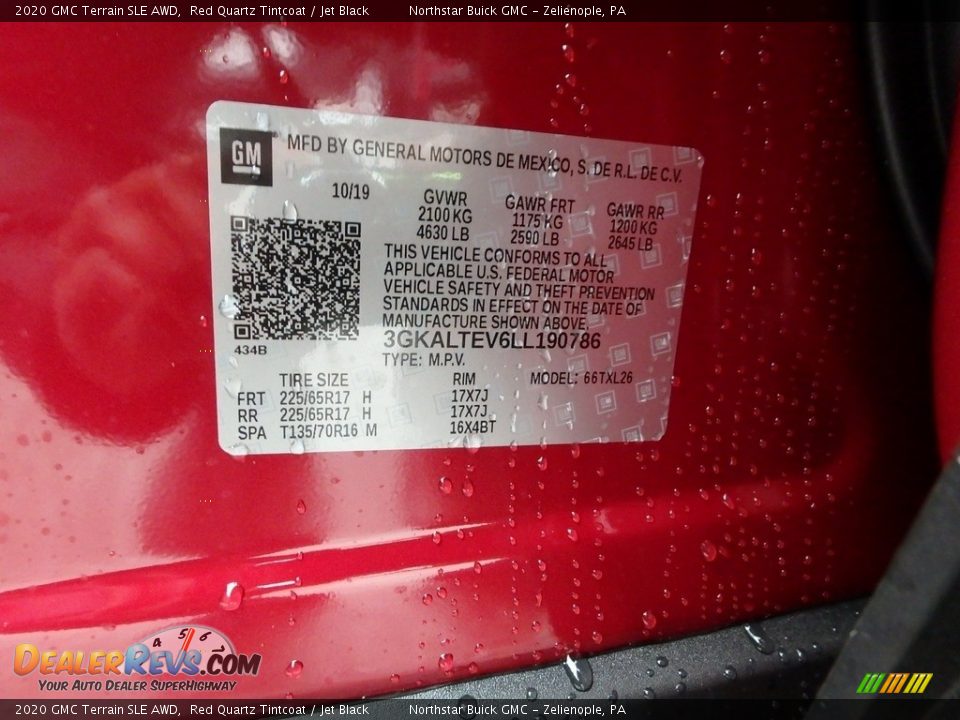 2020 GMC Terrain SLE AWD, Red Quartz Tintcoat / Jet Black Northstar Buick GMC - Zelienople, PA
GM MFD BY GENERAL MOTORS DE MEXICO, S. DE R.L. DE C.V.
10/19 GVWR GAWR FRT GAWR RR
2100 KG 1175 KG 1200 KG
4630 LB 2590 LB 2645 LB
THIS VEHICLE CONFORMS TO ALL
APPLICABLE U.S. FEDERAL MOTOR
VEHICLE SAFETY AND THEFT PREVENTION
STANDARDS IN EFFECT ON THE DATE OF
MANUFACTURE SHOWN ABOVE.
3GKALTEV6LL190786
434B
TYPE: M.P.V.
TIRE SIZE RIM MODEL: 66TXL26
FRT 225/65R17 H 17X7J
RR 225/65R17 H 17X7J
SPA T135/70R16 M 16X4BT
4 5 6
DEALERREVS.COM
YOUR AUTO DEALER SUPERHIGHWAY
2020 GMC Terrain SLE AWD, Red Quartz Tintcoat / Jet Black Northstar Buick GMC - Zelienople, PA